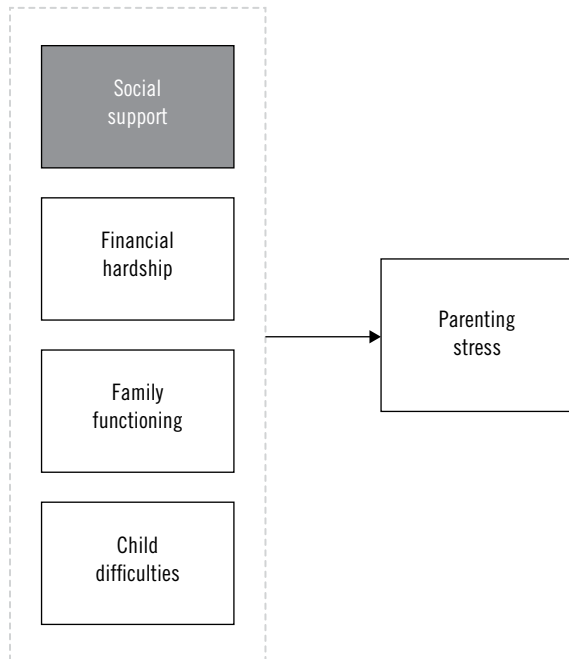 Social
support
Financial
hardship
Family
functioning
Child
difficulties
Parenting
stress